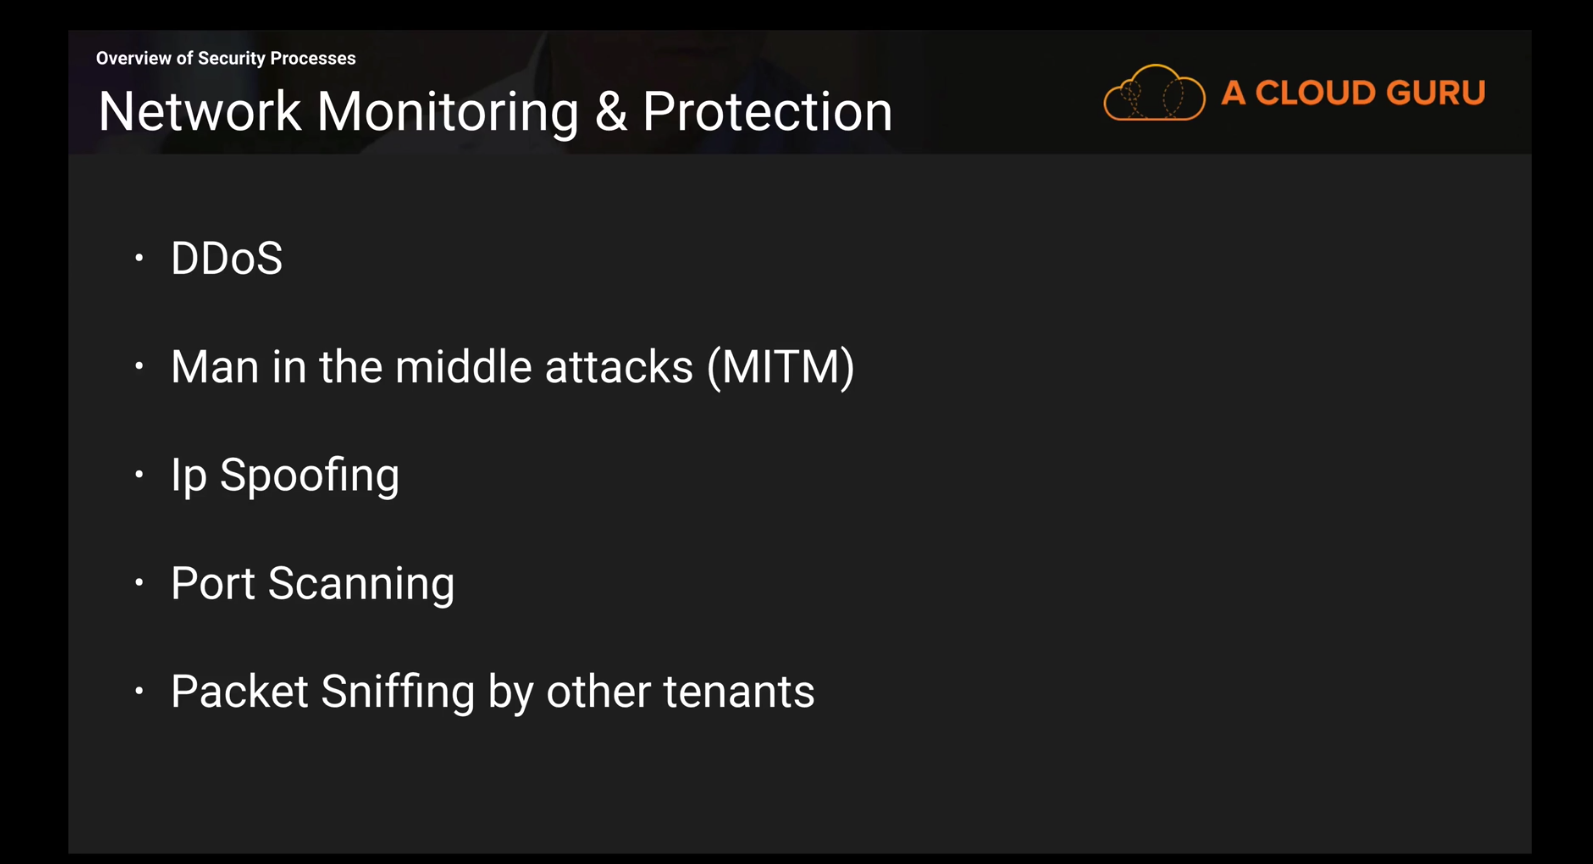 Overview of Security Processes
Network Monitoring & Protection
A CLOUD GURU
• DDoS
• Man in the middle attacks (MITM)
• Ip Spoofing
• Port Scanning
• Packet Sniffing by other tenants